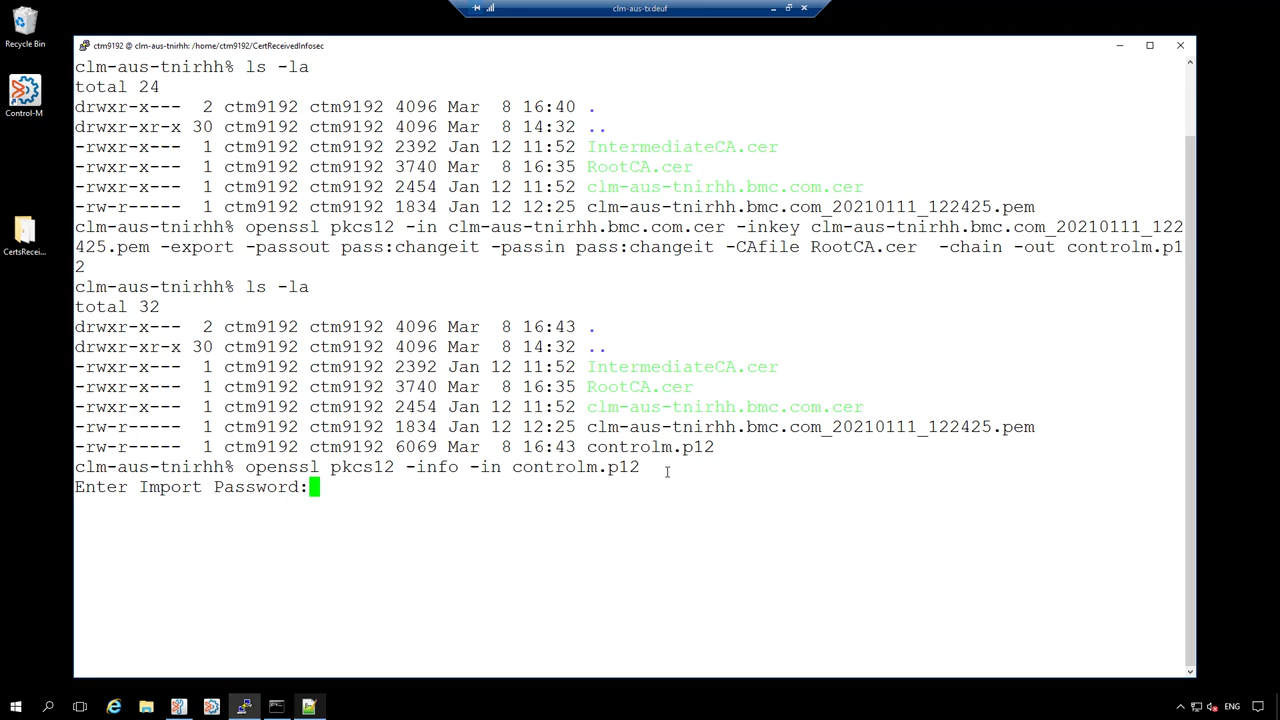 clm-aus-txdeuf
Recycle Bin
Control-M
CertsRecei...
ctm9192 @ clm-aus-tnirhh: /home/ctm9192/CertReceivedInfosec
clm-aus-tnirhh% ls -la
total 24
drwxr-x--- 2 ctm9192 ctm9192 4096 Mar 8 16:40 .
drwxr-xr-x 30 ctm9192 ctm9192 4096 Mar 8 14:32 ..
-rwxr-x--- 1 ctm9192 ctm9192 2392 Jan 12 11:52 IntermediateCA.cer
-rwxr-x--- 1 ctm9192 ctm9192 3740 Mar 8 16:35 RootCA.cer
-rwxr-x--- 1 ctm9192 ctm9192 2454 Jan 12 11:52 clm-aus-tnirhh.bmc.com.cer
-rw-r----- 1 ctm9192 ctm9192 1834 Jan 12 12:25 clm-aus-tnirhh.bmc.com_20210111_122425.pem
clm-aus-tnirhh% openssl pkcs12 -in clm-aus-tnirhh.bmc.com.cer -inkey clm-aus-tnirhh.bmc.com_20210111_122
425.pem -export -passout pass:changeit -passin pass:changeit -CAfile RootCA.cer -chain -out controlm.p1
2
clm-aus-tnirhh% ls -la
total 32
drwxr-x--- 2 ctm9192 ctm9192 4096 Mar 8 16:43 .
drwxr-xr-x 30 ctm9192 ctm9192 4096 Mar 8 14:32 ..
-rwxr-x--- 1 ctm9192 ctm9192 2392 Jan 12 11:52 IntermediateCA.cer
-rwxr-x--- 1 ctm9192 ctm9192 3740 Mar 8 16:35 RootCA.cer
-rwxr-x--- 1 ctm9192 ctm9192 2454 Jan 12 11:52 clm-aus-tnirhh.bmc.com.cer
-rw-r----- 1 ctm9192 ctm9192 1834 Jan 12 12:25 clm-aus-tnirhh.bmc.com_20210111_122425.pem
-rw-r----- 1 ctm9192 ctm9192 6069 Mar 8 16:43 controlm.p12
clm-aus-tnirhh% openssl pkcs12 -info -in controlm.p12
Enter Import Password:
ENG